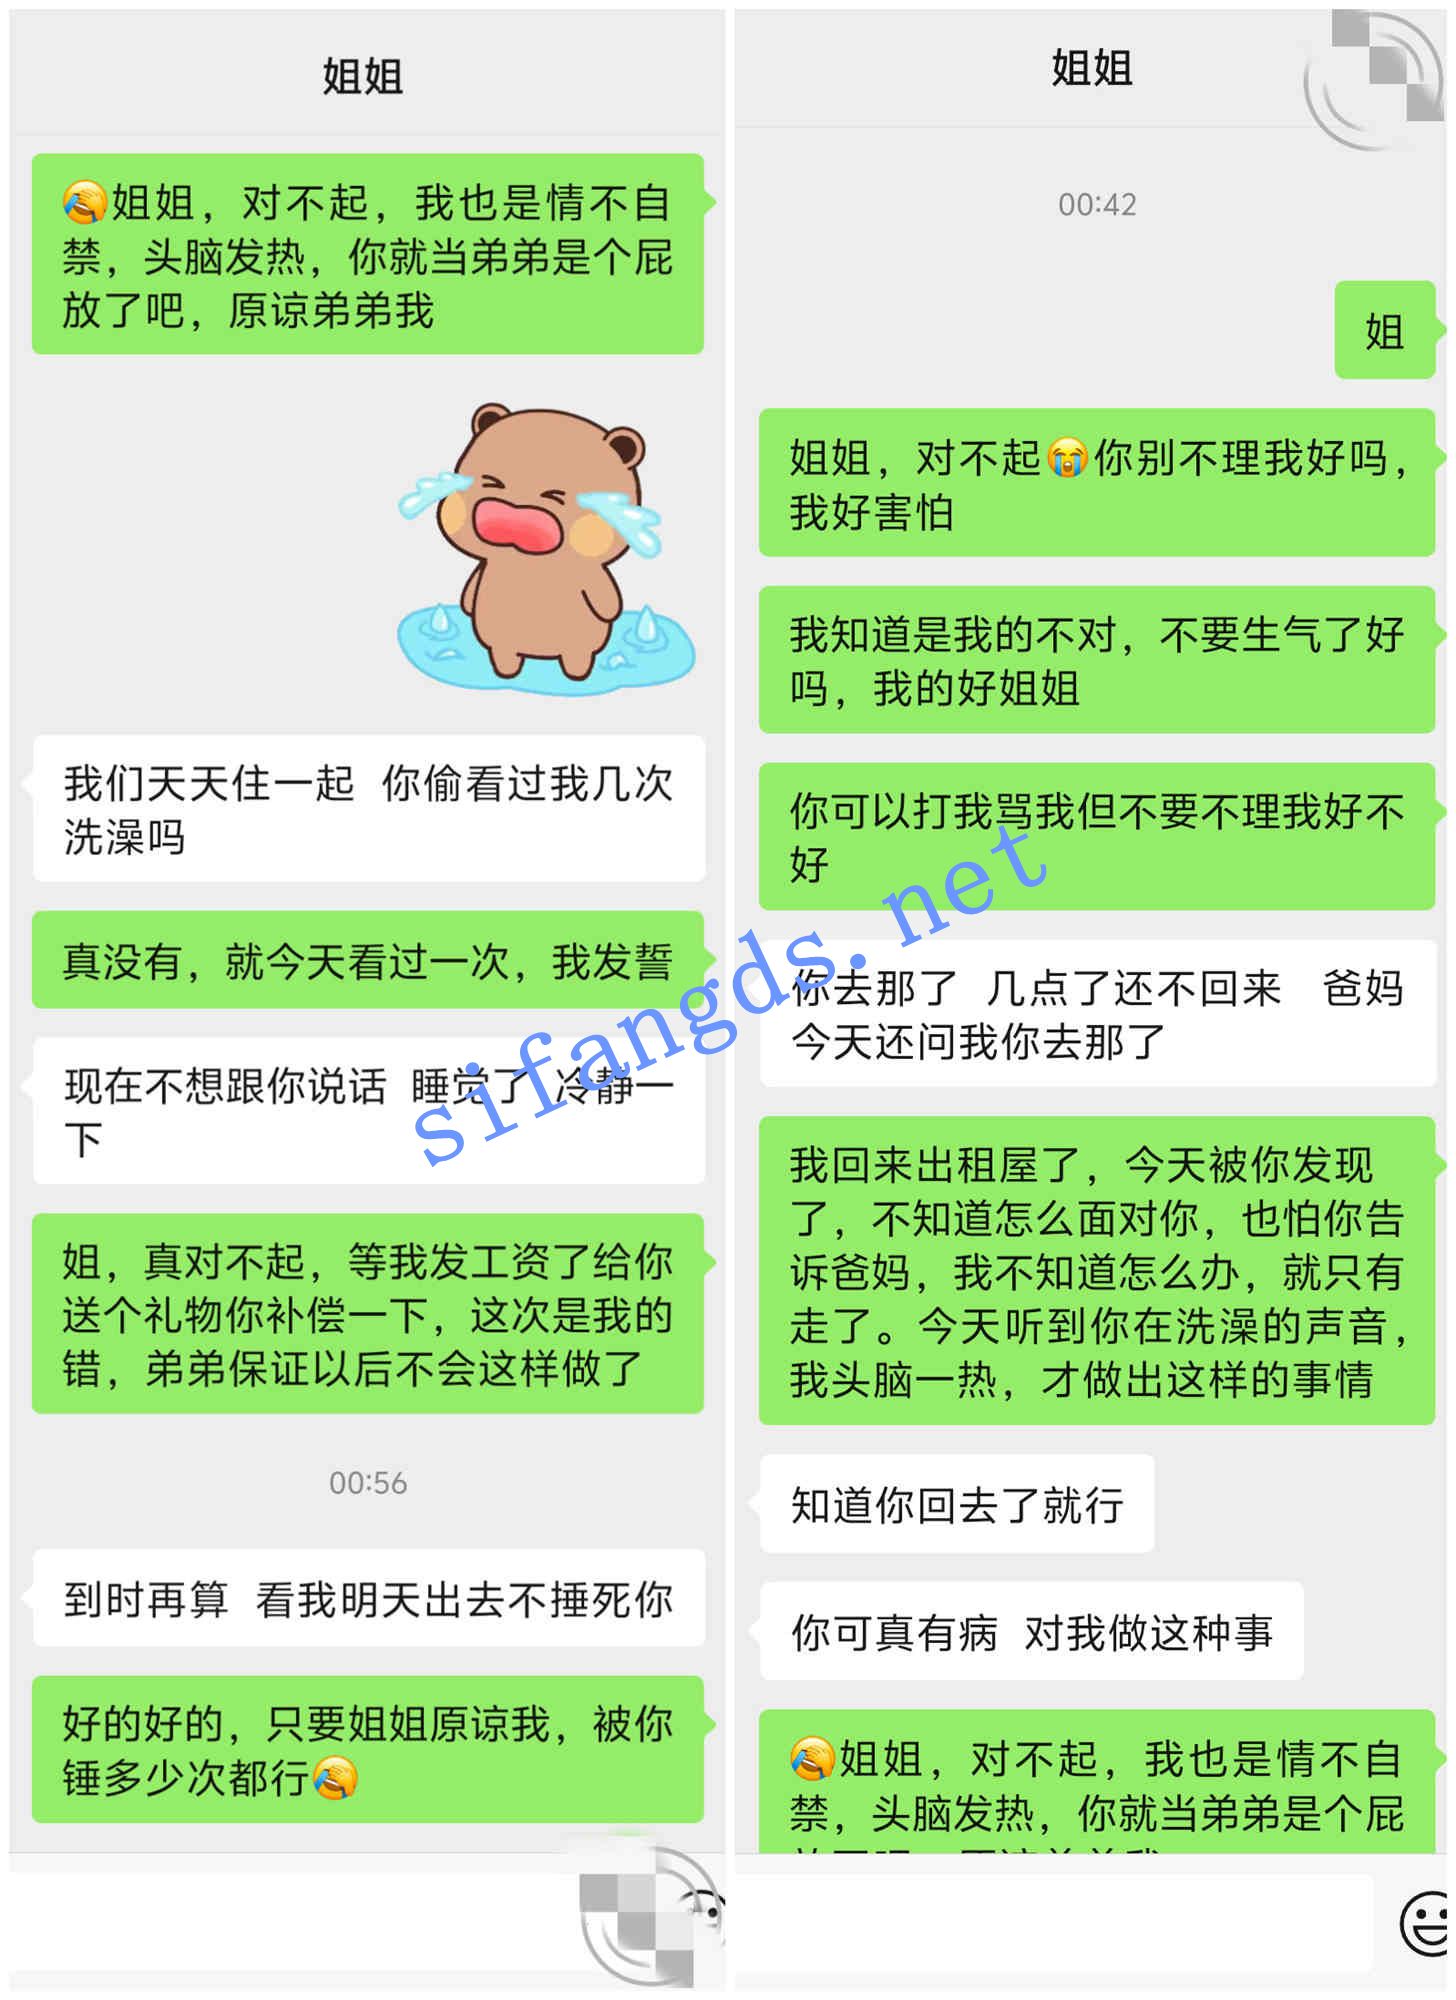 姐姐
姐姐，对不起，我也是情不自
禁，头脑发热，你就当弟弟是个屁
放了吧，原谅弟弟我
我们天天住一起 你偷看过我几次
洗澡吗
真没有，就今天看过一次，我发誓
现在不想跟你说话 睡觉了 冷静一
下
姐，真对不起，等我发工资了给你
送个礼物你补偿一下，这次是我的
错，弟弟保证以后不会这样做了
00:56
到时再算 看我明天出去不捶死你
好的好的，只要姐姐原谅我，被你
锤多少次都行
姐姐
00:42
姐
姐姐，对不起你别不理我好吗，
我好害怕
我知道是我的不对，不要生气了好
吗，我的好姐姐
你可以打我骂我但不要不理我好不
好
你去那了 几点了还不回来 爸妈
今天还问我你去那了
我回来出租屋了，今天被你发现
了，不知道怎么面对你，也怕你告
诉爸妈，我不知道怎么办，就只有
走了。今天听到你在洗澡的声音，
我头脑一热，才做出这样的事情
知道你回去了就行
你可真有病 对我做这种事
姐姐，对不起，我也是情不自
禁，头脑发热，你就当弟弟是个屁
sifangds.net